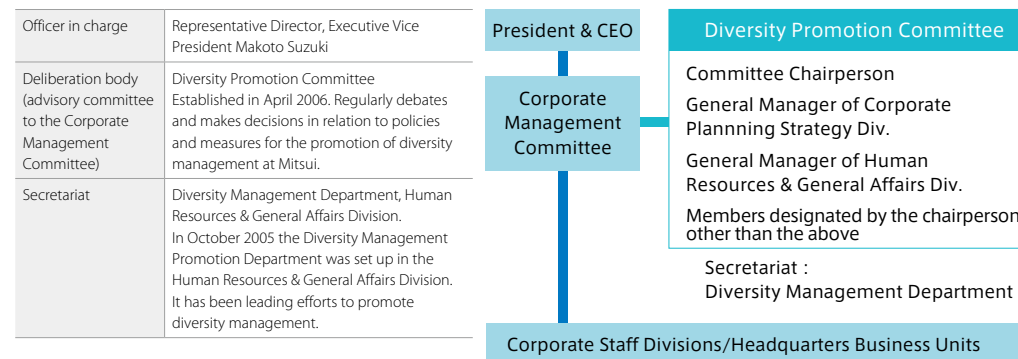 Officer in charge
Representative Director, Executive Vice
President Makoto Suzuki
Deliberation body
(advisory committee
to the Corporate
Management
Committee)
Diversity Promotion Committee
Established in April 2006. Regularly debates
and makes decisions in relation to policies
and measures for the promotion of diversity
management at Mitsui.
Secretariat
Diversity Management Department, Human
Resources & General Affairs Division.
In October 2005 the Diversity Management
Promotion Department was set up in the
Human Resources & General Affairs Division.
It has been leading efforts to promote
diversity management.
President & CEO
Corporate
Management
Committee
Diversity Promotion Committee
Committee Chairperson
General Manager of Corporate
Plannning Strategy Div.
General Manager of Human
Resources & General Affairs Div.
Members designated by the chairperson
other than the above
Secretariat :
Diversity Management Department
Corporate Staff Divisions/Headquarters Business Units